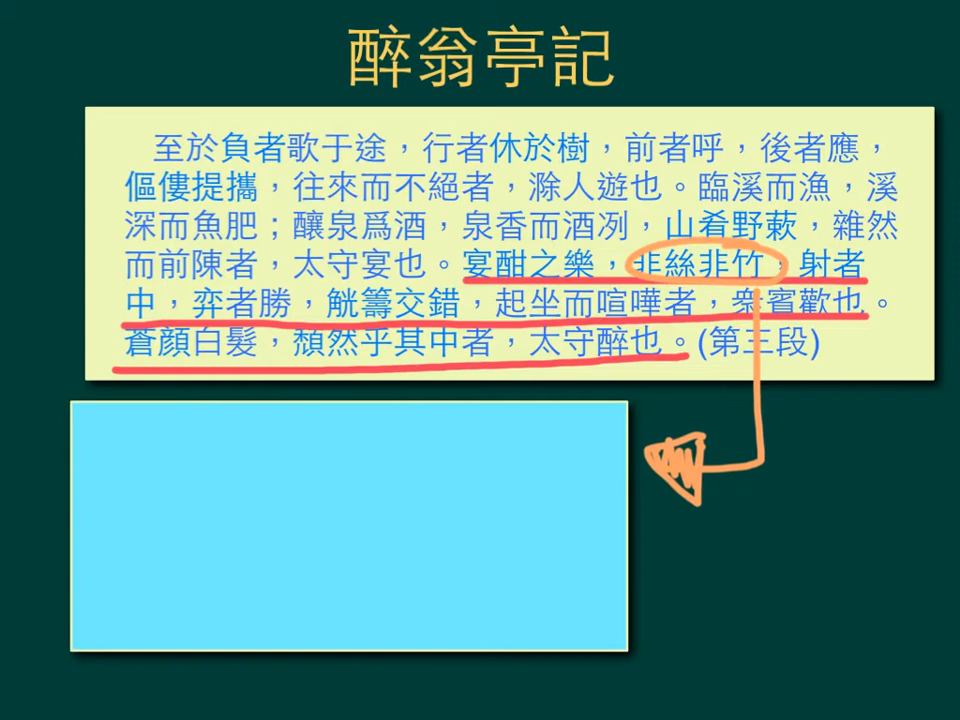 醉翁亭記
至於負者歌于途，行者休於樹，前者呼，後者應，
傴僂提攜，往來而不絕者，滁人遊也。臨溪而漁，溪
深而魚肥；釀泉爲酒，泉香而酒冽，山肴野蔌，雜然
而前陳者，太守宴也。宴酣之樂，非絲非竹，射者
中，弈者勝，觥籌交錯，起坐而喧嘩者，衆賓歡也。
蒼顏白髮，頹然乎其中者，太守醉也。(第三段)